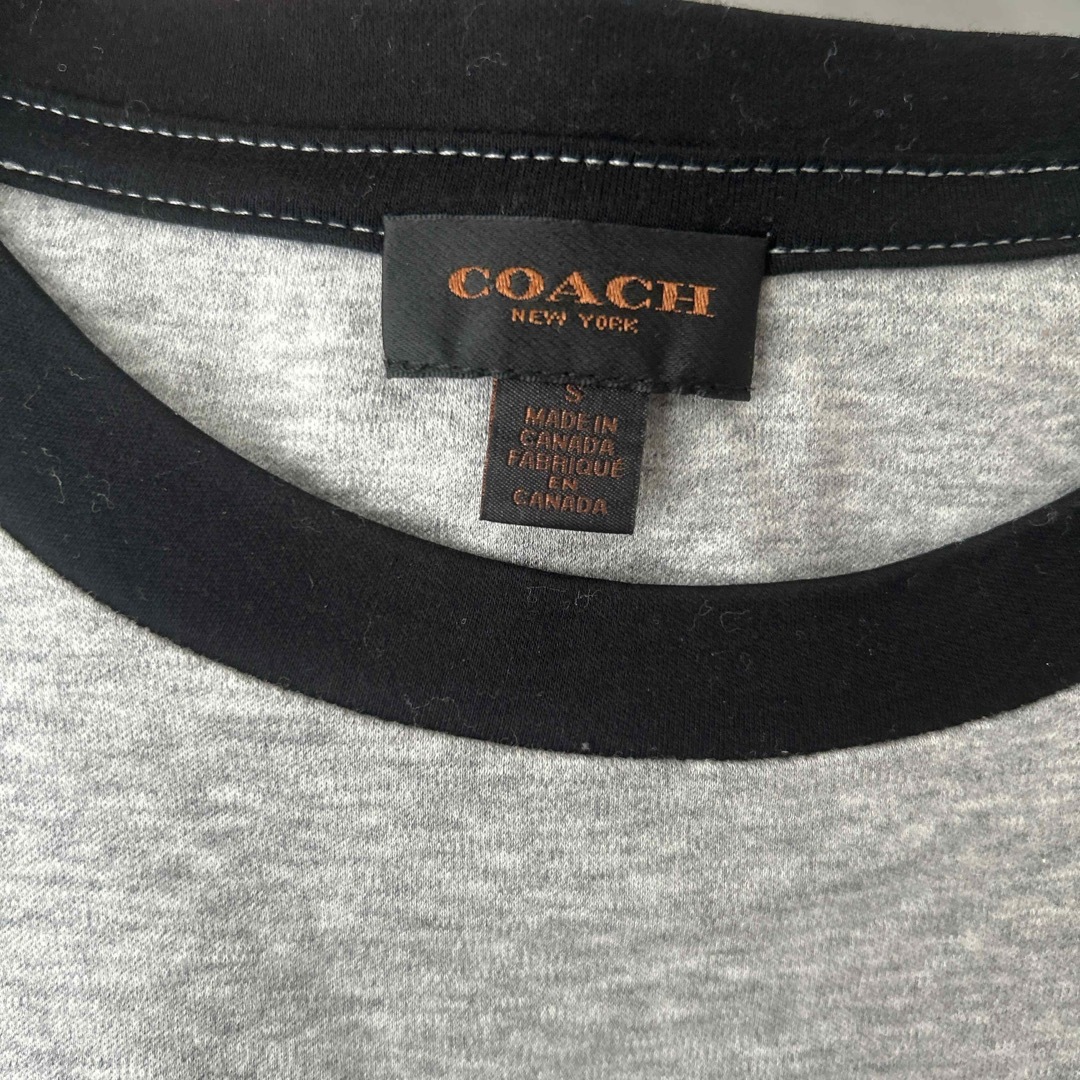 COACH
NEW YORK
S
MADE IN
CANADA
FABRIQUÉ
EN
CANADA